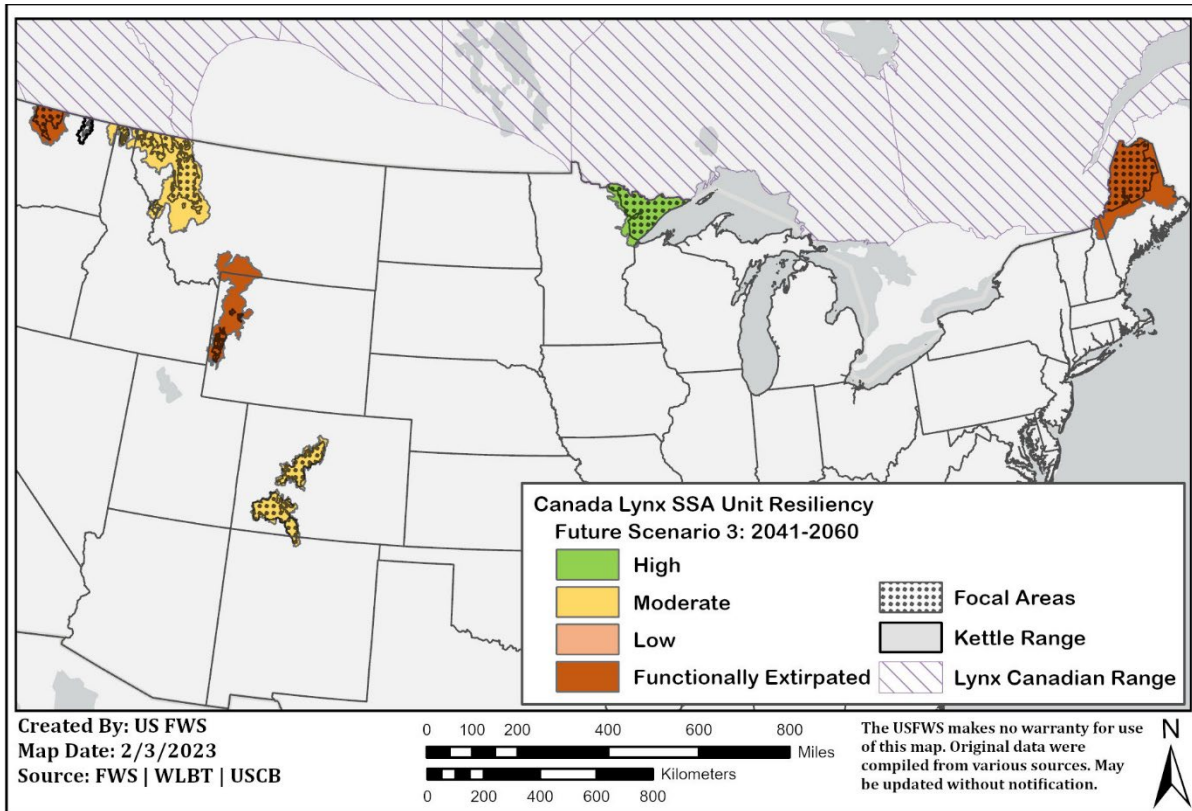 Canada Lynx SSA Unit Resiliency
Future Scenario 3: 2041-2060
High
Moderate
Low
Functionally Extirpated
Focal Areas
Kettle Range
Lynx Canadian Range
Created By: US FWS
Map Date: 2/3/2023
Source: FWS | WLBT | USCB
0 100 200 400 600 800
Miles
Kilometers
0 200 400 600 800
The USFWS makes no warranty for use
of this map. Original data were
compiled from various sources. May
be updated without notification.
N